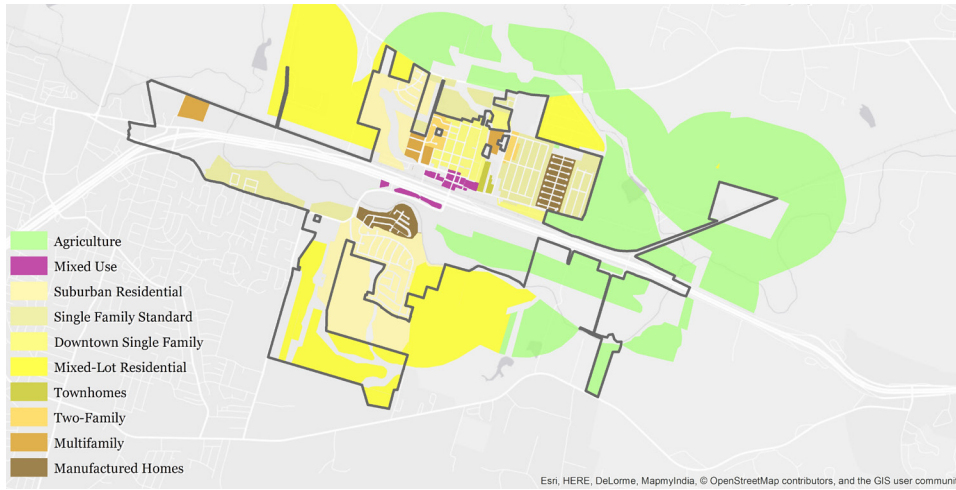 Agriculture
Mixed Use
Suburban Residential
Single Family Standard
Downtown Single Family
Mixed-Lot Residential
Townhomes
Two-Family
Multifamily
Manufactured Homes
Esri, HERE, DeLorme, MapmyIndia, © OpenStreetMap contributors, and the GIS user communi